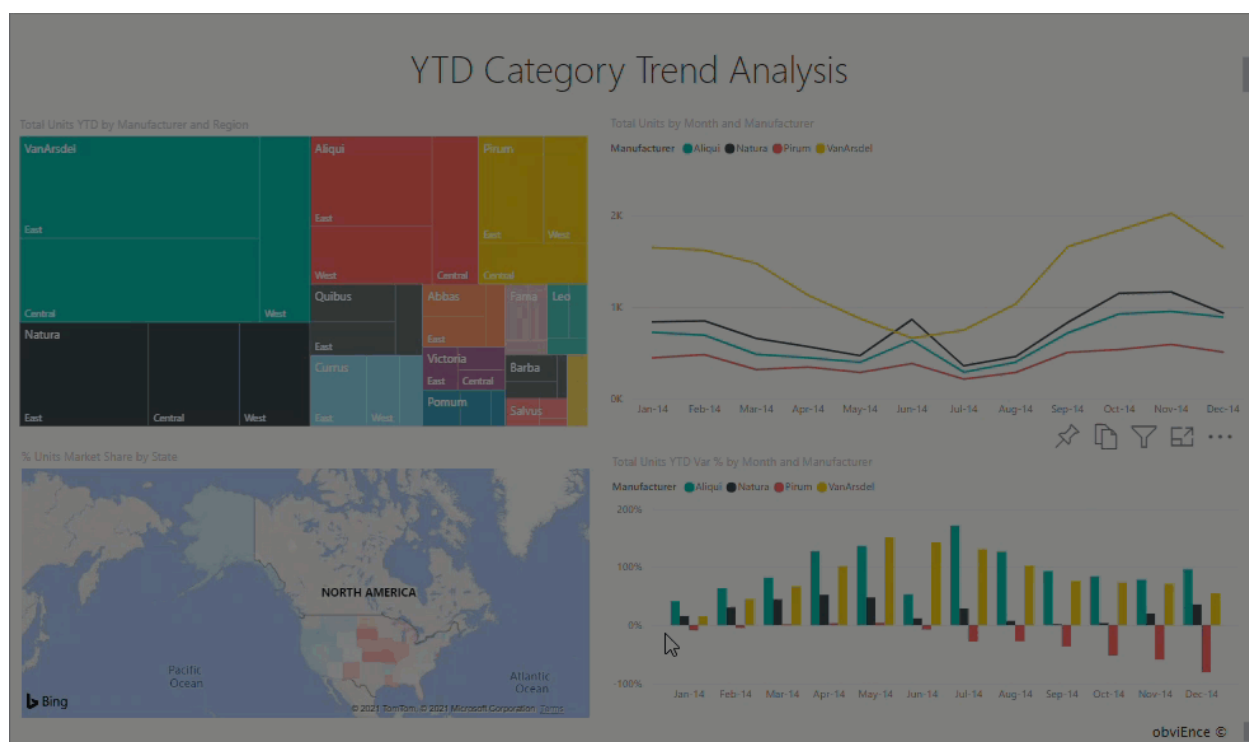 YTD Category Trend Analysis
Total Units YTD by Manufacturer and Region
VanArsdel
East
Central
West
Natura
East
Central
West
Aliqui
East
West
Central
Pirum
East
West
Central
Quibus
East
Currus
East
West
Abbas
East
Victoria
East
Central
Pomum
Fama
Leo
Barba
Salvus
Total Units by Month and Manufacturer
Manufacturer Aliqui Natura Pirum VanArsdel
2K
1K
0K
Jan-14 Feb-14 Mar-14 Apr-14 May-14 Jun-14 Jul-14 Aug-14 Sep-14 Oct-14 Nov-14 Dec-14
% Units Market Share by State
NORTH AMERICA
Pacific
Ocean
Atlantic
Ocean
Bing
© 2021 TomTom, © 2021 Microsoft Corporation Terms
Total Units YTD Var % by Month and Manufacturer
Manufacturer Aliqui Natura Pirum VanArsdel
200%
100%
0%
-100%
Jan-14 Feb-14 Mar-14 Apr-14 May-14 Jun-14 Jul-14 Aug-14 Sep-14 Oct-14 Nov-14 Dec-14
obviEnce ©